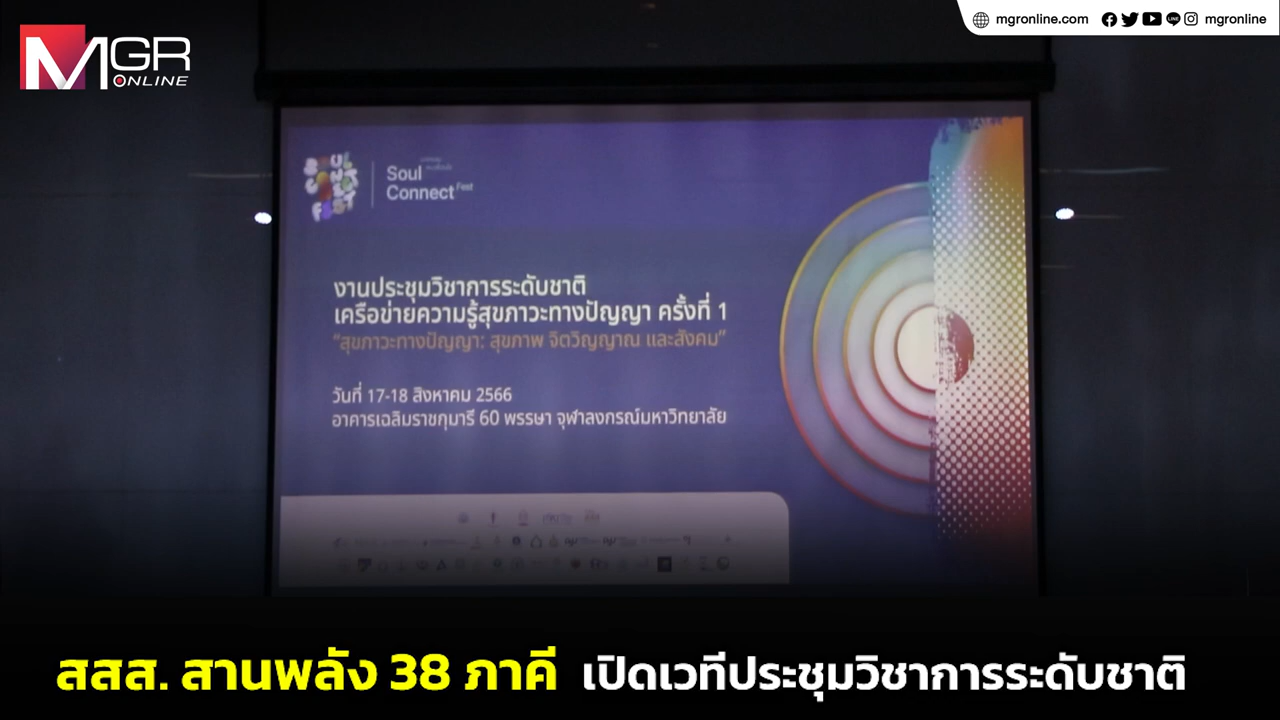 MGR ONLINE
mgronline.com mgronline
SOUL CONNECT FEST
Soul
Connect Fest
งานประชุมวิชาการระดับชาติ
เครือข่ายความรู้สุขภาวะทางปัญญา ครั้งที่ 1
“สุขภาวะทางปัญญา: สุขภาพ จิตวิญญาณ และสังคม”
วันที่ 17-18 สิงหาคม 2566
อาคารเฉลิมราชกุมารี 60 พรรษา จุฬาลงกรณ์มหาวิทยาลัย
สสส. สานพลัง 38 ภาคี เปิดเวทีประชุมวิชาการระดับชาติ